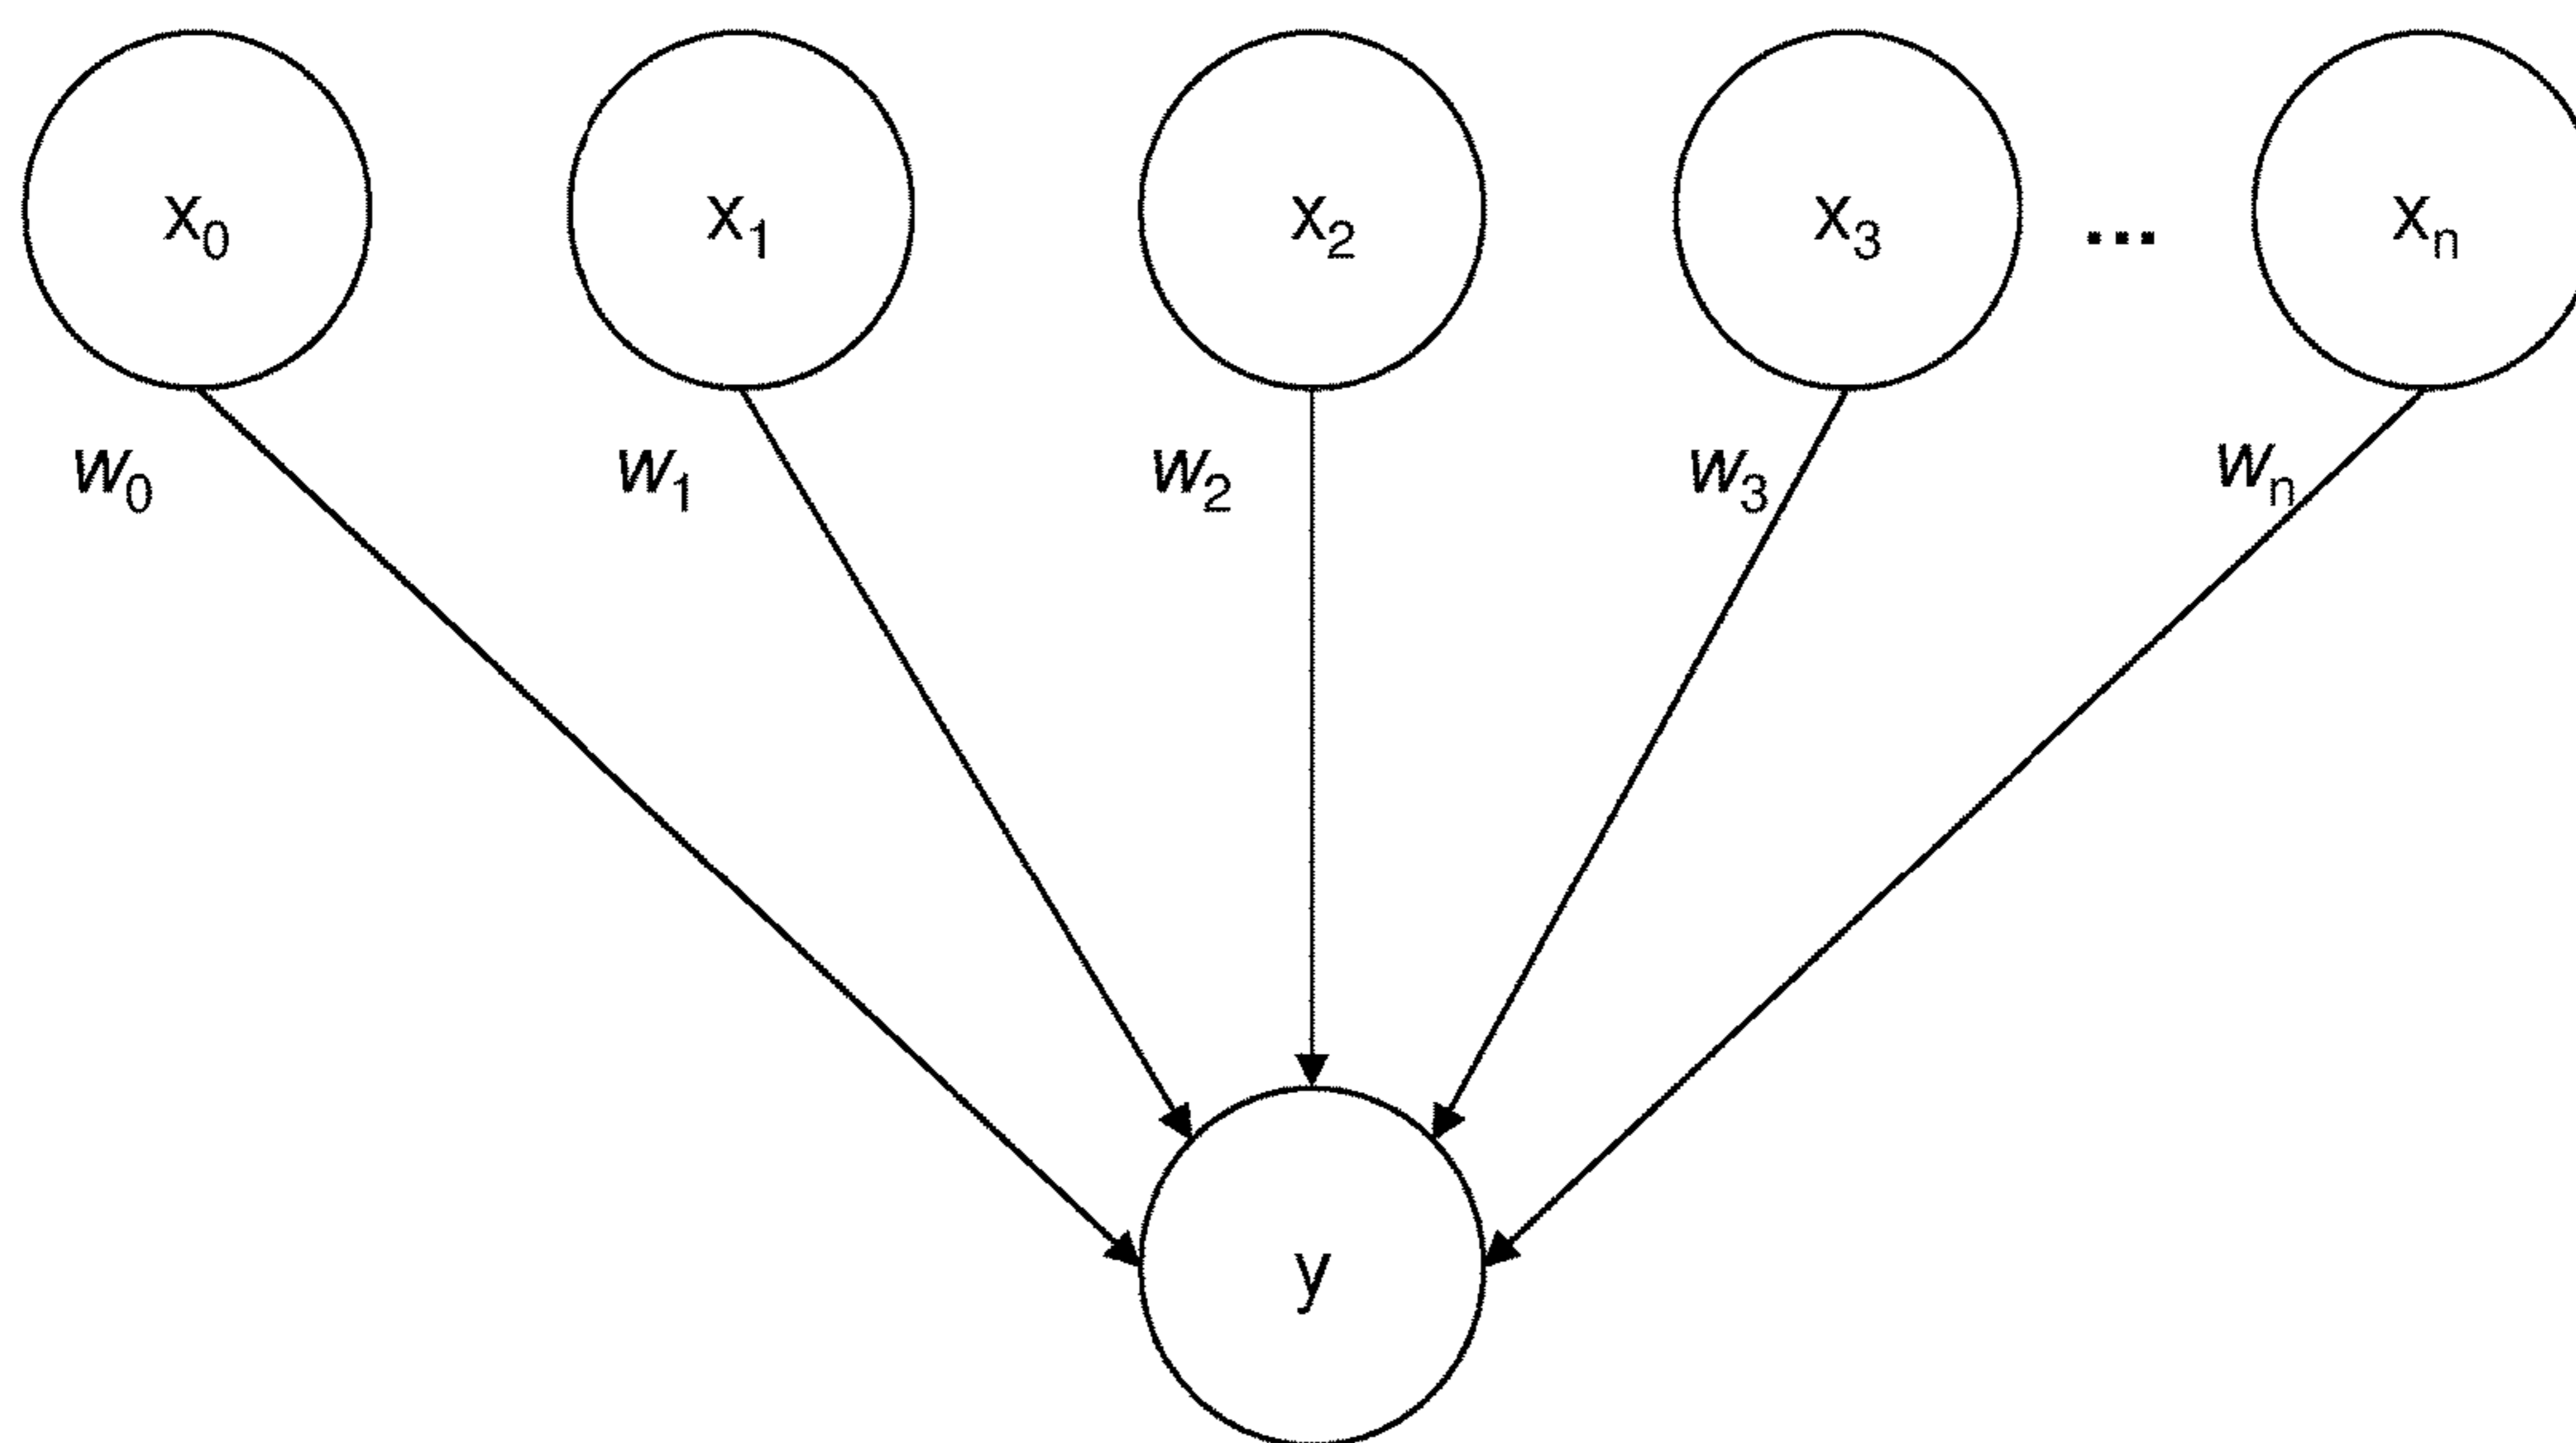 x₀ x₁ x₂ x₃ ... xₙ
w₀ w₁ w₂ w₃ wₙ
y